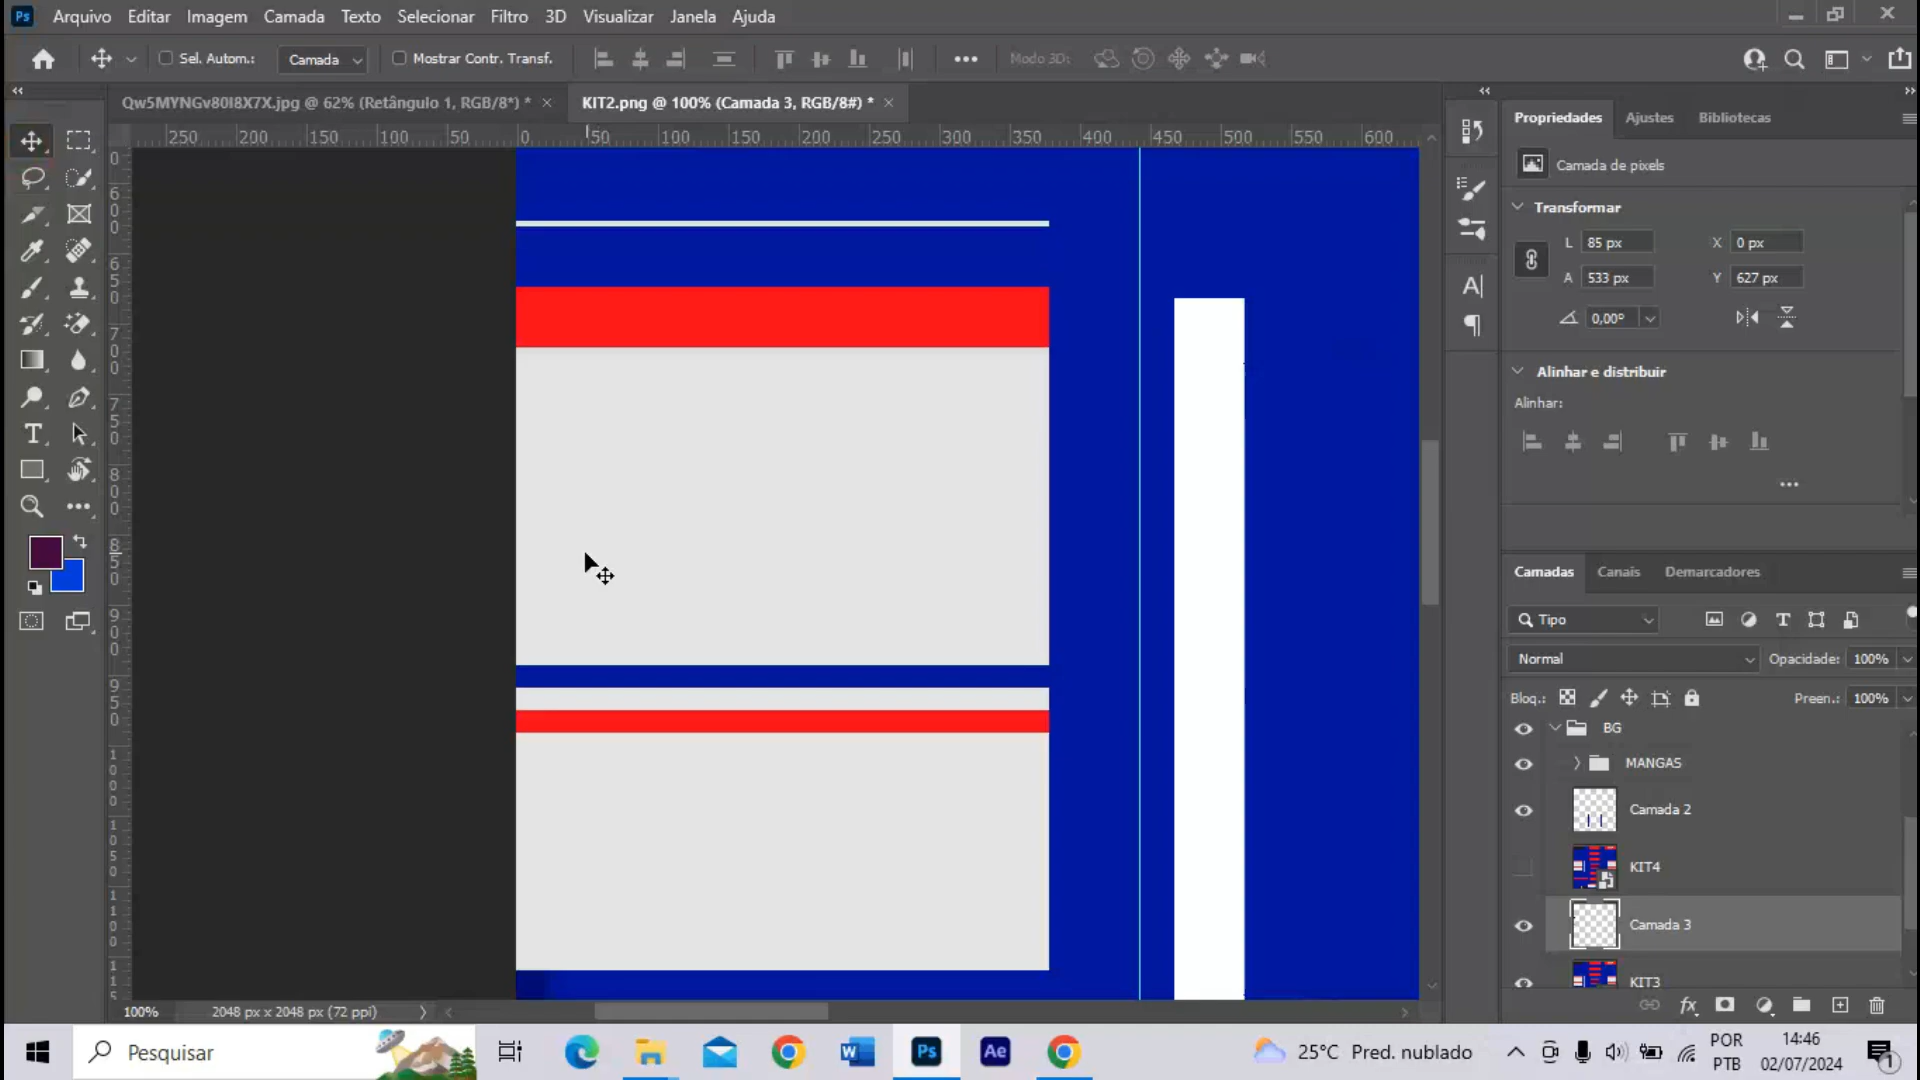 Ps Arquivo Editar Imagem Camada Texto Selecionar Filtro 3D Visualizar Janela Ajuda
Sel. Autom.: Camada Mostrar Contr. Transf. Modo 3D:
Qw5MYNGv80I8X7X.jpg @ 62% (Retângulo 1, RGB/8*) * KIT2.png @ 100% (Camada 3, RGB/8#) *
250 200 150 100 50 0 50 100 150 200 250 300 350 400 450 500 550 600
Propriedades Ajustes Bibliotecas
Camada de pixels
Transformar
L 85 px X 0 px
A 533 px Y 627 px
0,00º
Alinhar e distribuir
Alinhar:
Camadas Canais Demarcadores
Tipo
Normal Opacidade: 100%
Bloq.: Preen.: 100%
BG
MANGAS
Camada 2
KIT4
Camada 3
KIT3
100% 2048 px x 2048 px (72 ppi)
Pesquisar
W Ps Ae
25°C Pred. nublado
POR
PTB
14:46
02/07/2024
1